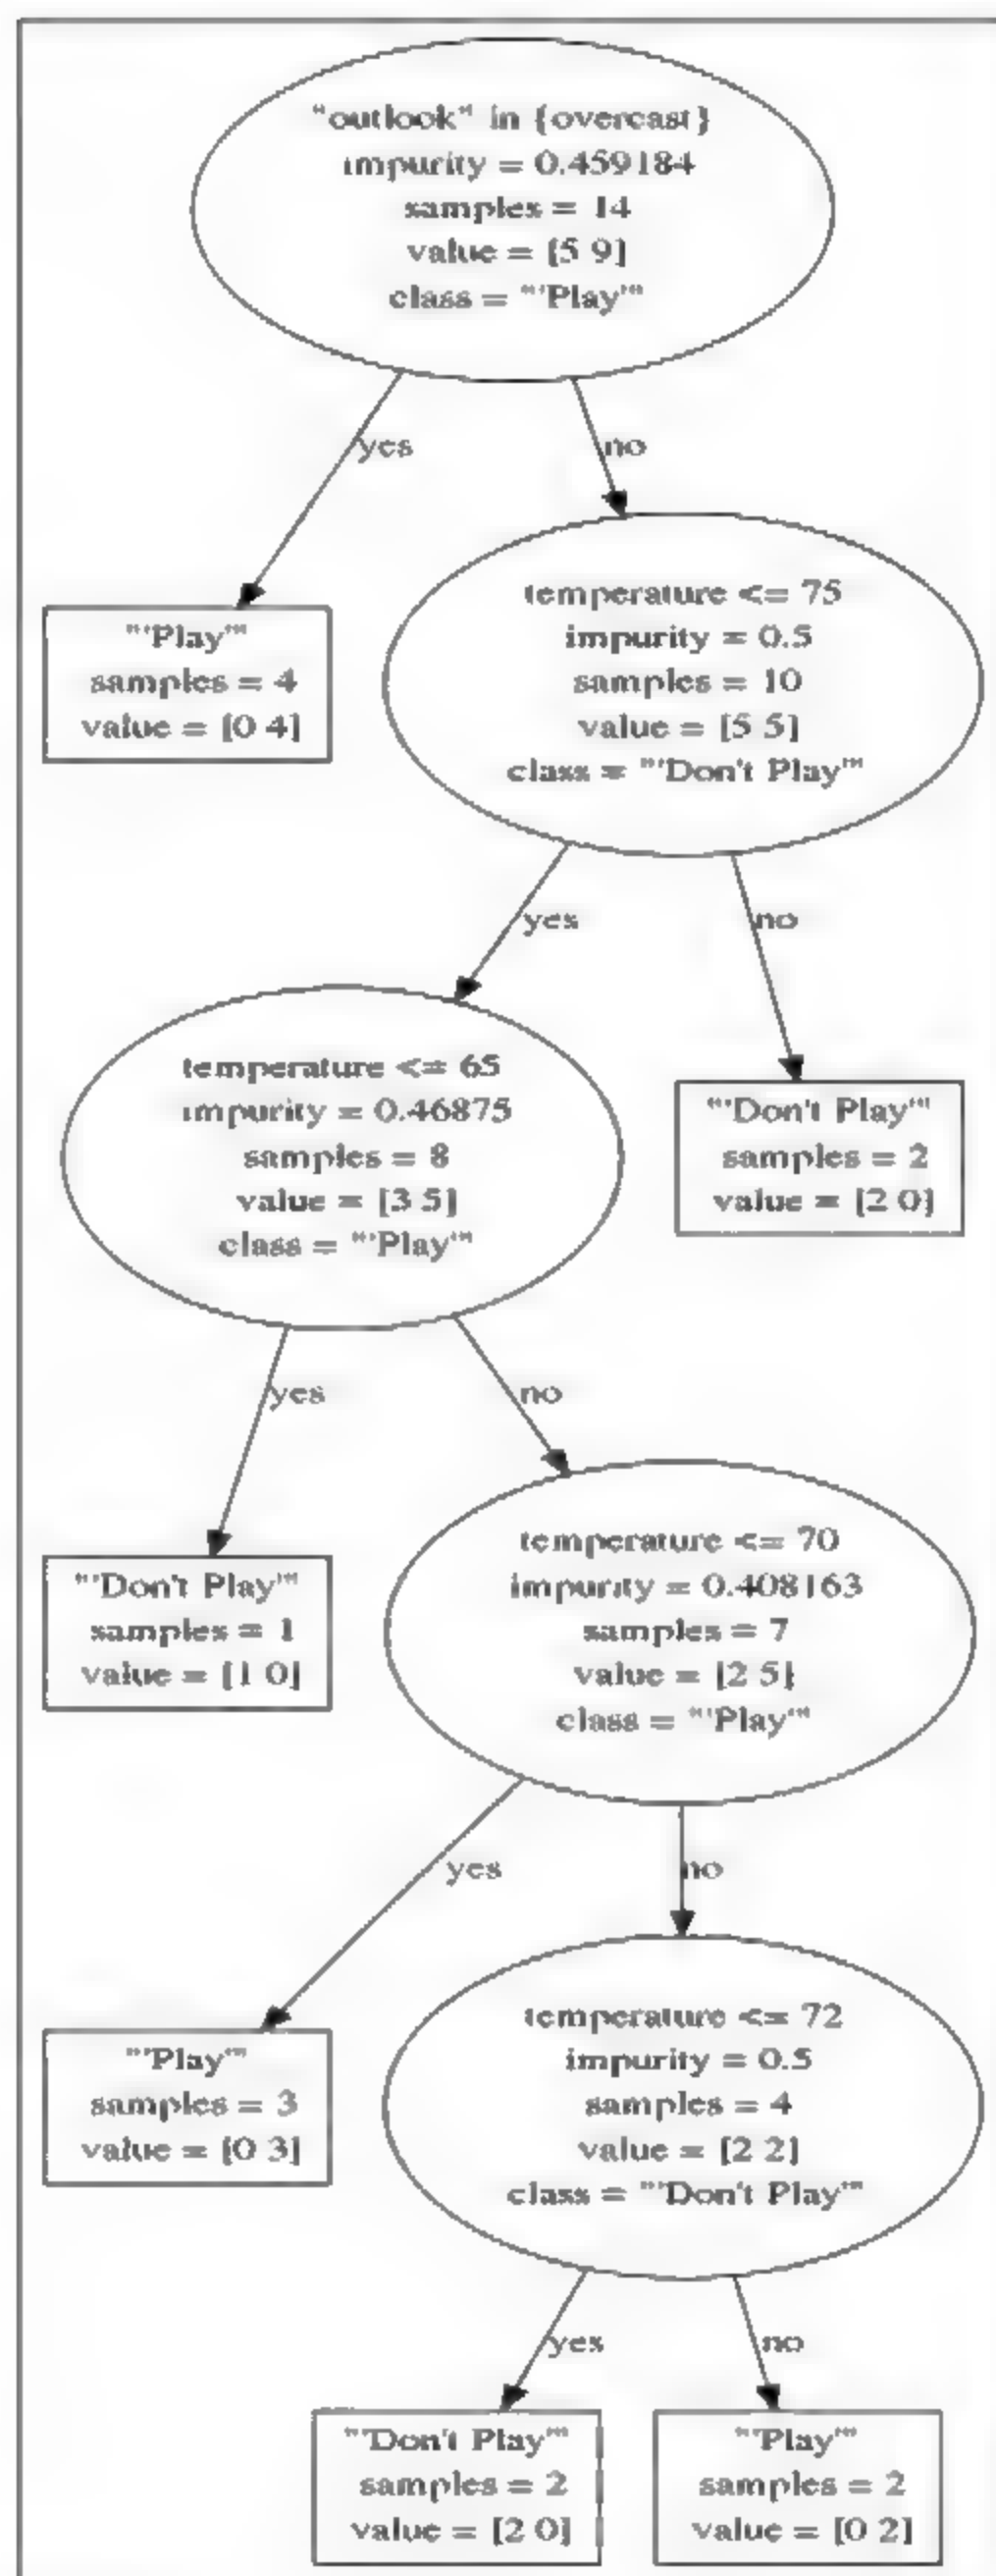 "outlook" in {overcast}
impurity = 0.459184
samples = 14
value = [5 9]
class = "'Play'"
yes
no
"'Play'"
samples = 4
value = [0 4]
temperature <= 75
impurity = 0.5
samples = 10
value = [5 5]
class = "'Don't Play'"
yes
no
temperature <= 65
impurity = 0.46875
samples = 8
value = [3 5]
class = "'Play'"
"'Don't Play'"
samples = 2
value = [2 0]
yes
no
"'Don't Play'"
samples = 1
value = [1 0]
temperature <= 70
impurity = 0.408163
samples = 7
value = [2 5]
class = "'Play'"
yes
no
"'Play'"
samples = 3
value = [0 3]
temperature <= 72
impurity = 0.5
samples = 4
value = [2 2]
class = "'Don't Play'"
yes
no
"'Don't Play'"
samples = 2
value = [2 0]
"'Play'"
samples = 2
value = [0 2]